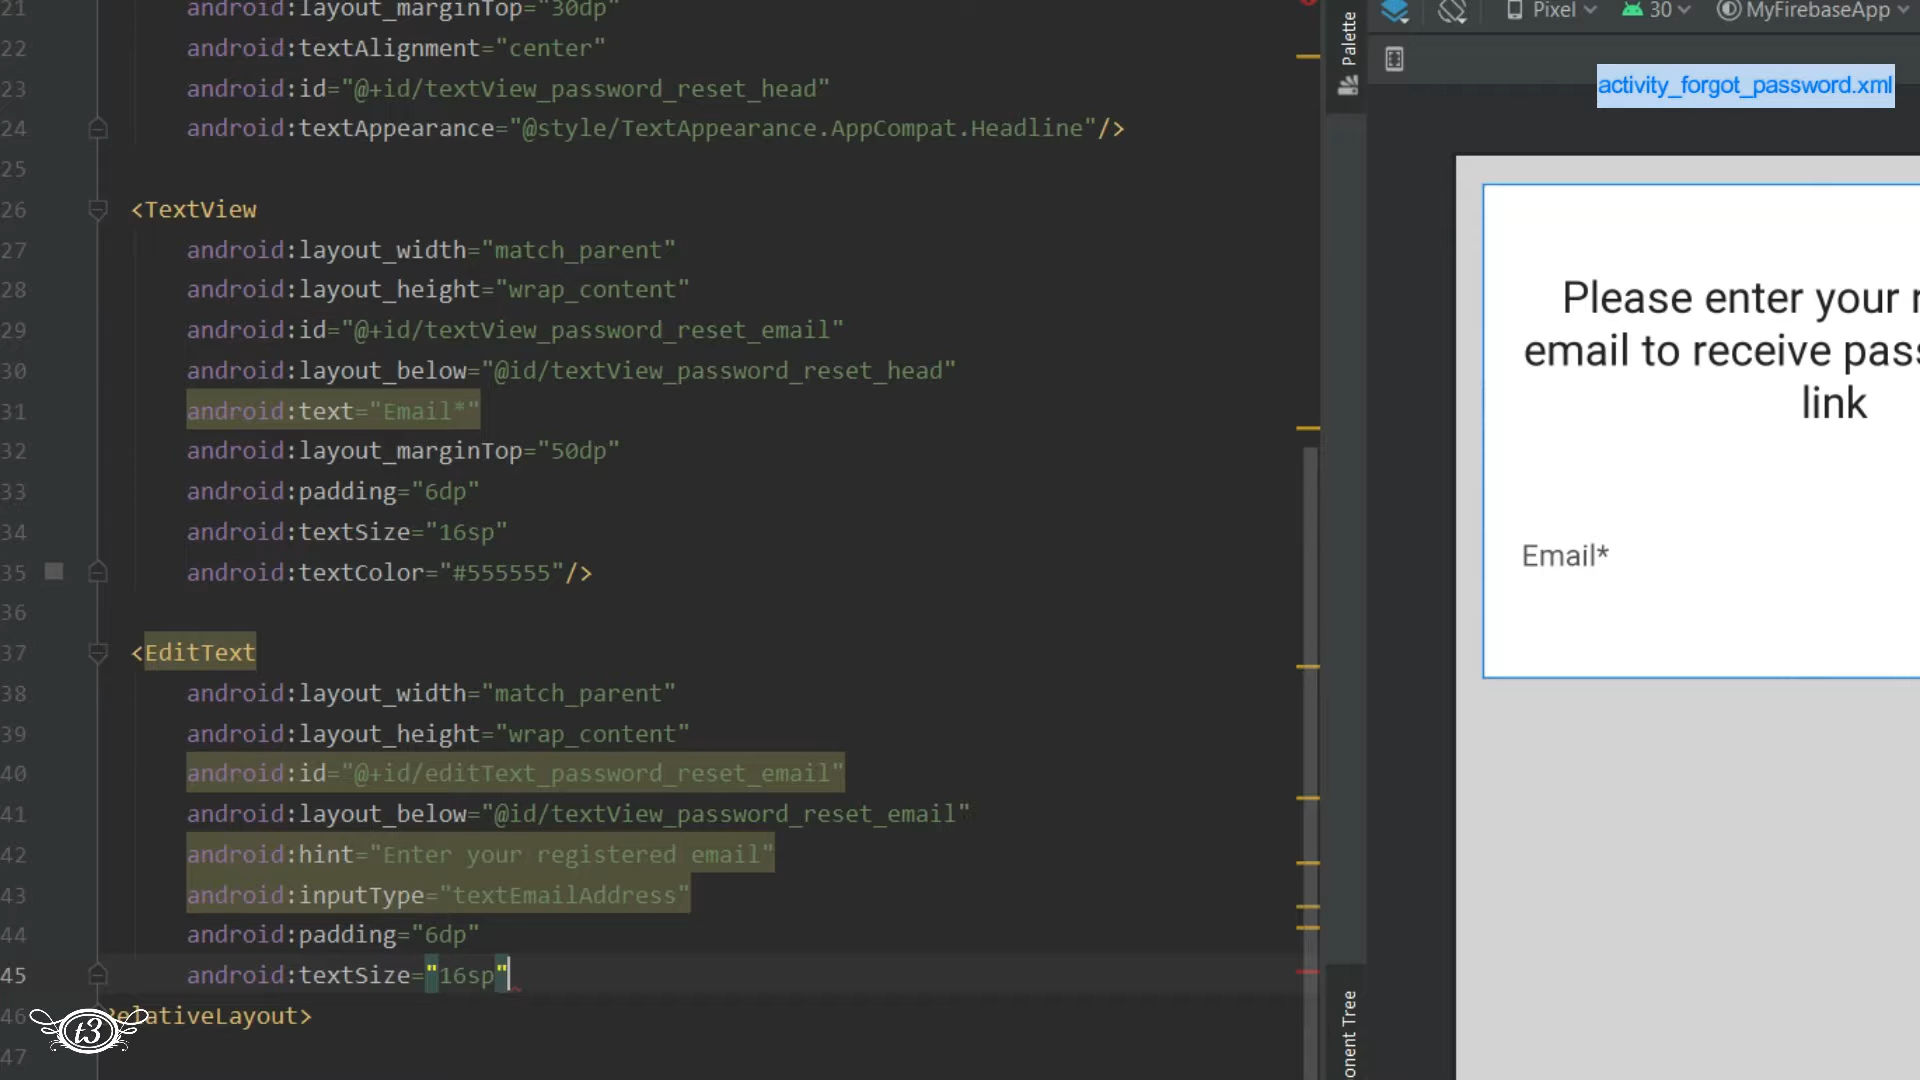 21 android:layout_marginTop="30dp"
22 android:textAlignment="center"
23 android:id="@+id/textView_password_reset_head"
24 android:textAppearance="@style/TextAppearance.AppCompat.Headline"/>
25
26 <TextView
27 android:layout_width="match_parent"
28 android:layout_height="wrap_content"
29 android:id="@+id/textView_password_reset_email"
30 android:layout_below="@id/textView_password_reset_head"
31 android:text="Email*"
32 android:layout_marginTop="50dp"
33 android:padding="6dp"
34 android:textSize="16sp"
35 android:textColor="#555555"/>
36
37 <EditText
38 android:layout_width="match_parent"
39 android:layout_height="wrap_content"
40 android:id="@+id/editText_password_reset_email"
41 android:layout_below="@id/textView_password_reset_email"
42 android:hint="Enter your registered email"
43 android:inputType="textEmailAddress"
44 android:padding="6dp"
45 android:textSize="16sp"
46 RelativeLayout>
47
t3
Palette
Pixel 30 MyFirebaseApp
activity_forgot_password.xml
Please enter your
email to receive pass
link
Email*
onent Tree